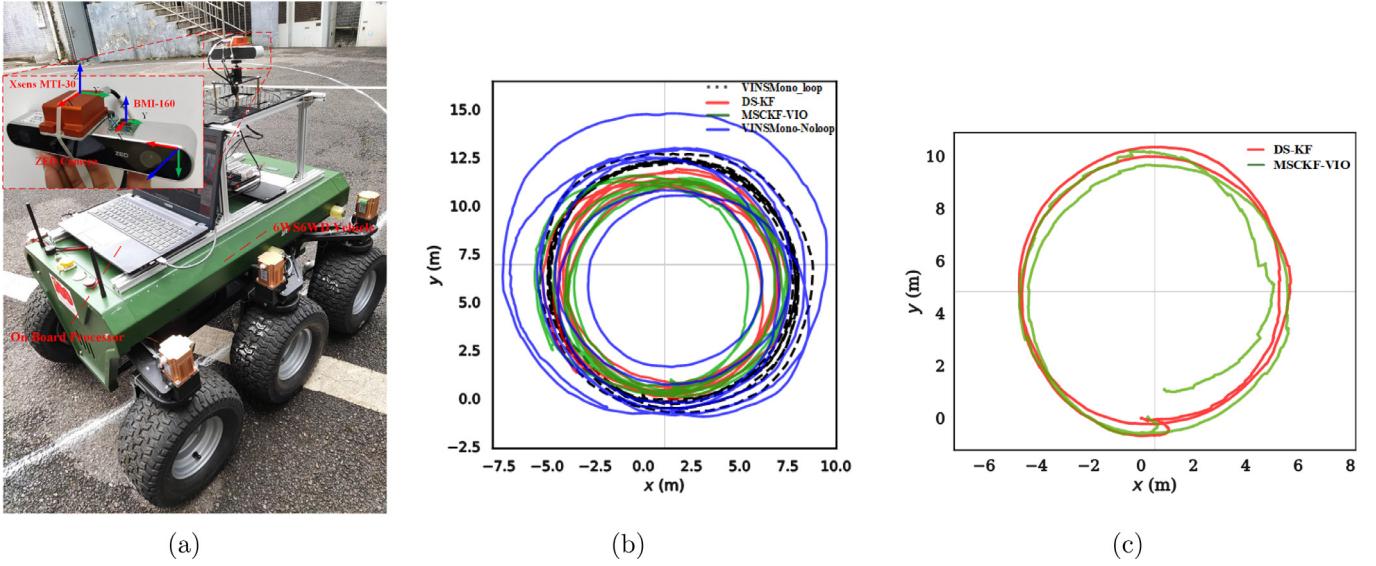 Xsens MTI-30
Z
Y
X
BMI-160
Y
ZED Camera
ZED
6WS6WD Vehicle
On Board Processor
(a)
VINSMono_loop
DS-KF
MSCKF-VIO
VINSMono-Noloop
15.0
12.5
10.0
7.5
5.0
2.5
0.0
−2.5
y (m)
−7.5 −5.0 −2.5 0.0 2.5 5.0 7.5 10.0
x (m)
(b)
DS-KF
MSCKF-VIO
10
8
6
4
2
0
y (m)
−6 −4 −2 0 2 4 6 8
x (m)
(c)